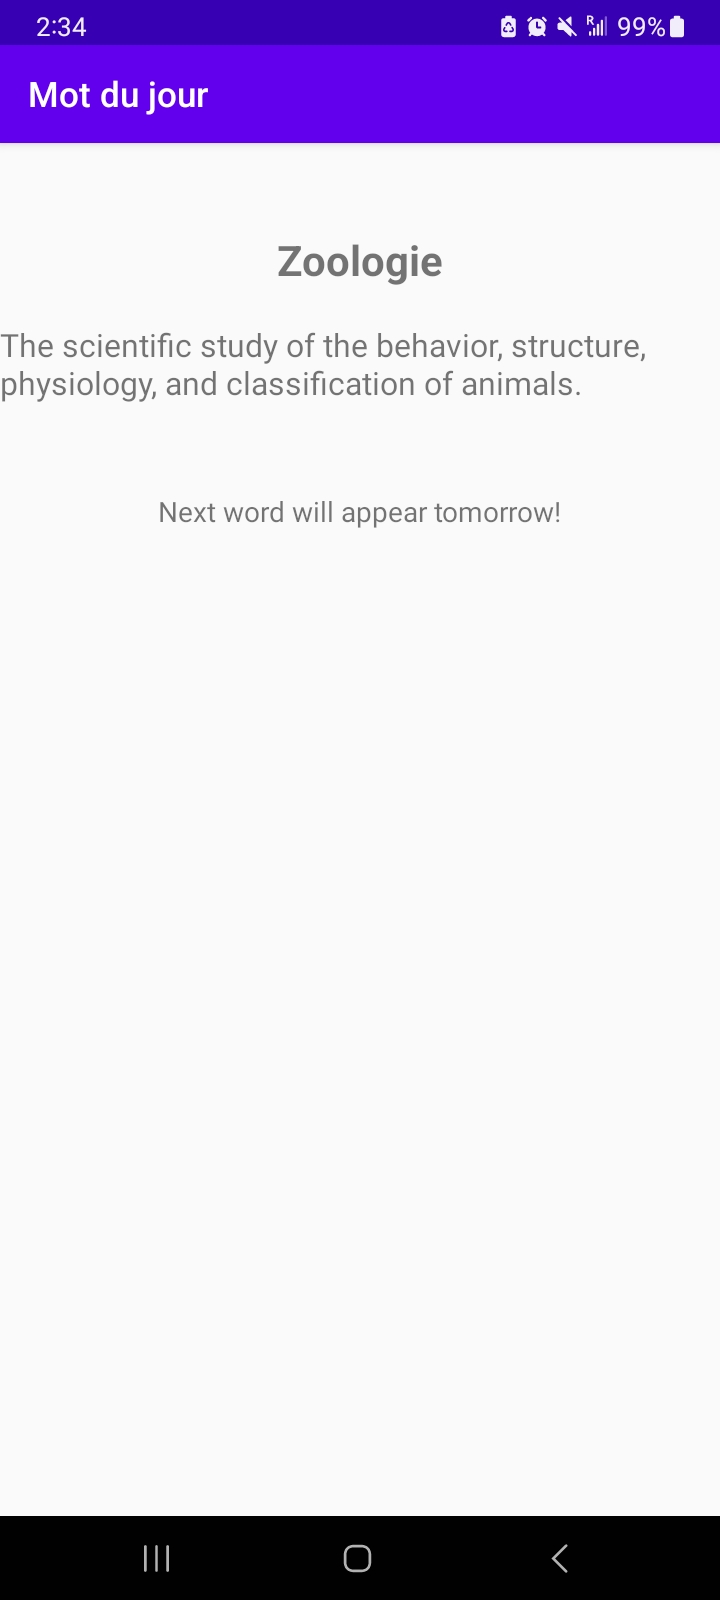 2:34
R
99%
Mot du jour
Zoologie
The scientific study of the behavior, structure,
physiology, and classification of animals.
Next word will appear tomorrow!